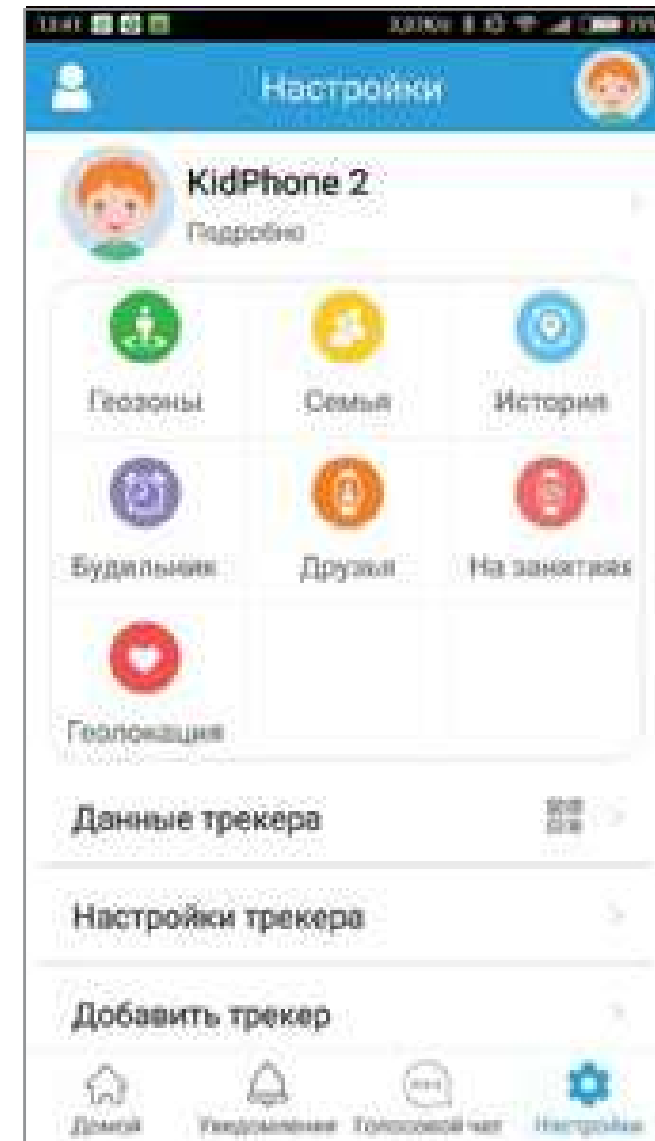 Настройки
KidPhone 2
Подробно
Геозоны Семья История
Будильник Друзья На занятиях
Геолокация
Данные трекера
Настройки трекера
Добавить трекер
Домой Уведомления Голосовой чат Настройки